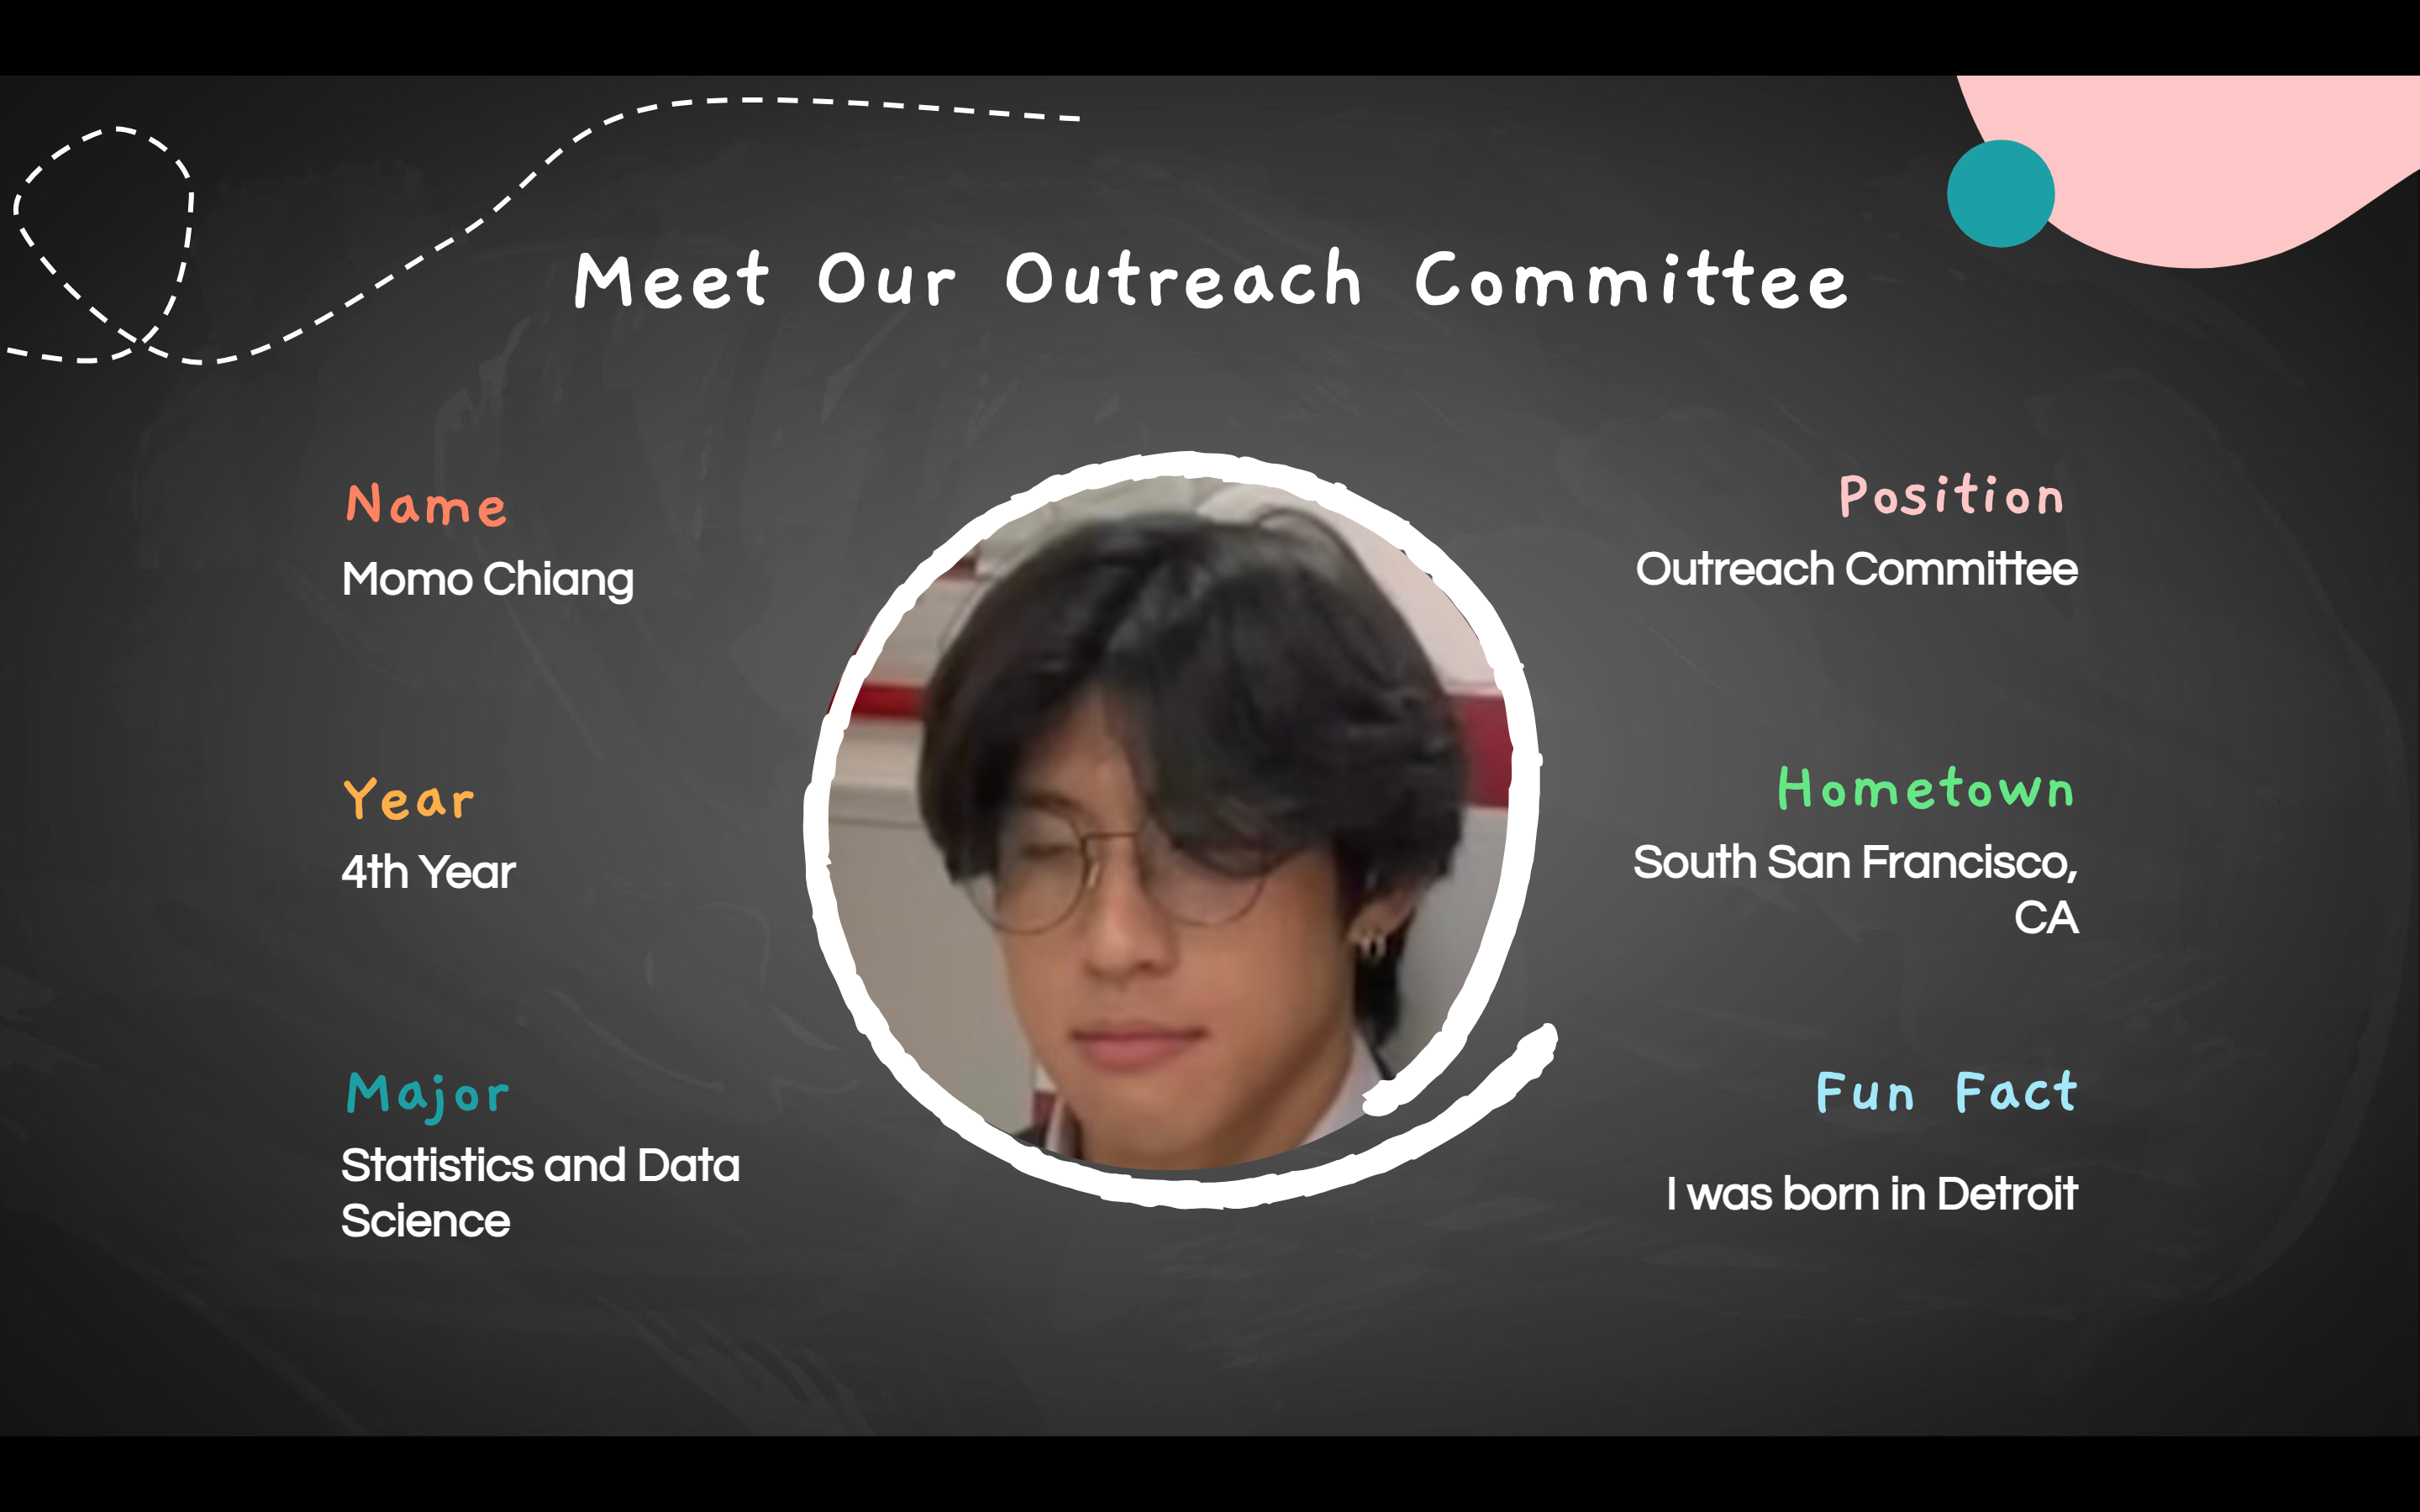 Meet Our Outreach Committee
Name
Momo Chiang
Year
4th Year
Major
Statistics and Data
Science
Position
Outreach Committee
Hometown
South San Francisco,
CA
Fun Fact
I was born in Detroit